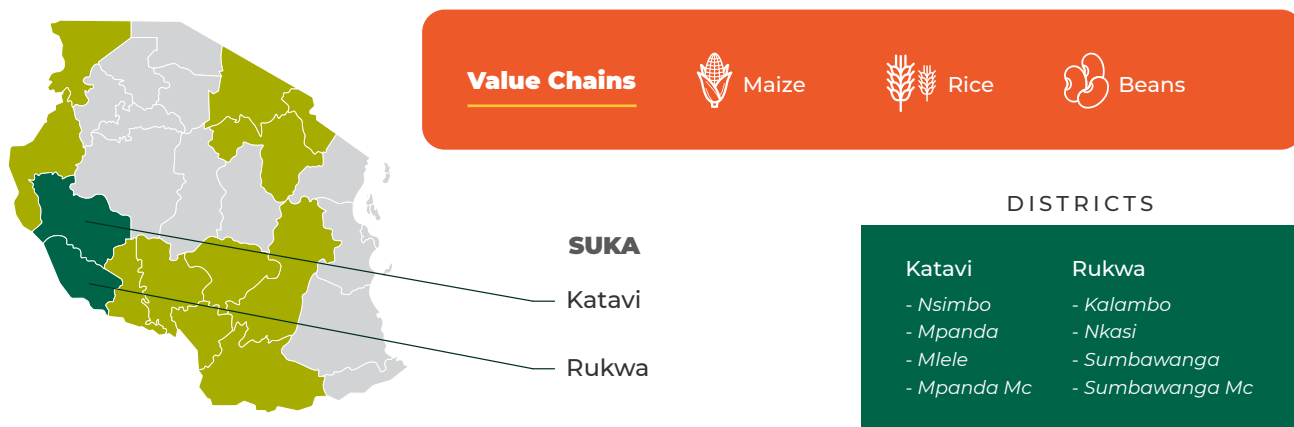 Value Chains
Maize
Rice
Beans
SUKA
Katavi
Rukwa
DISTRICTS
Katavi
- Nsimbo
- Mpanda
- Mlele
- Mpanda Mc
Rukwa
- Kalambo
- Nkasi
- Sumbawanga
- Sumbawanga Mc